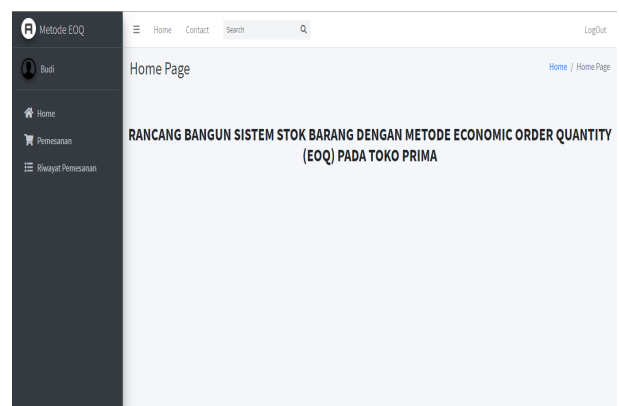 Metode EOQ
Home Contact Search LogOut
Budi
Home Page
Home / Home Page
Home
Pemesanan
Riwayat Pemesanan
RANCANG BANGUN SISTEM STOK BARANG DENGAN METODE ECONOMIC ORDER QUANTITY
(EOQ) PADA TOKO PRIMA